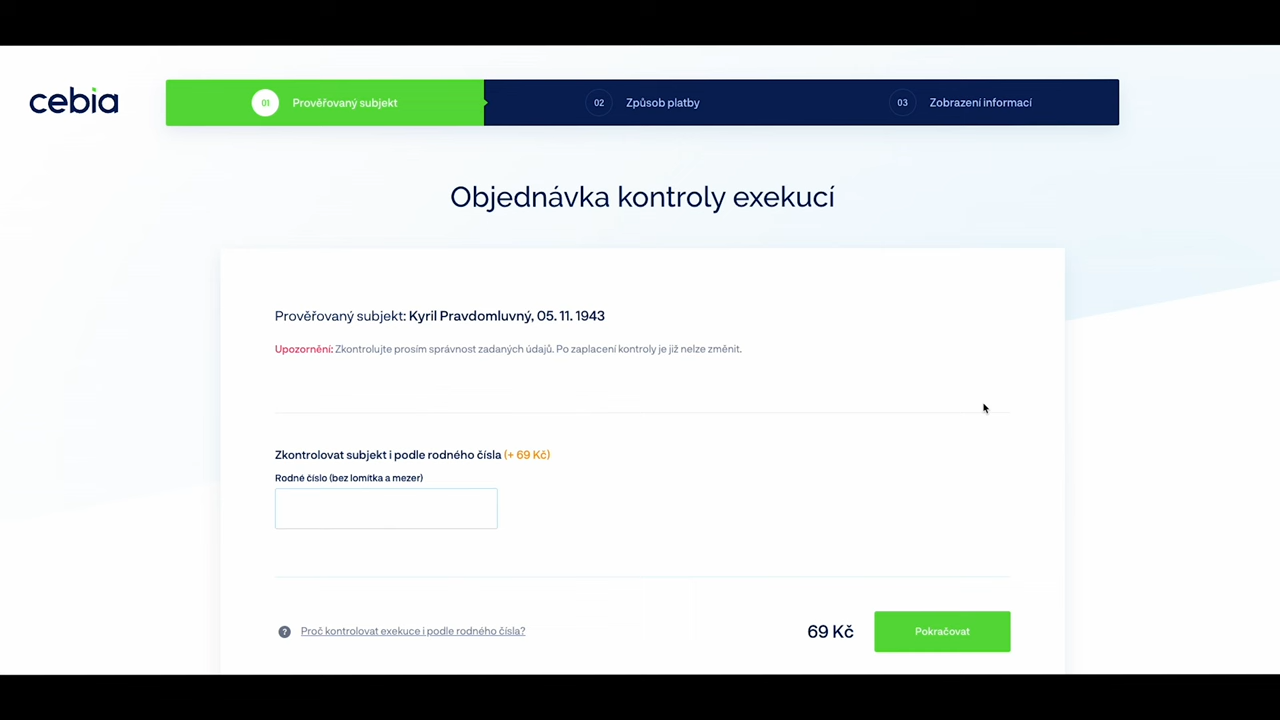 cebia
01 Prověřovaný subjekt
02 Způsob platby
03 Zobrazení informací
Objednávka kontroly exekucí
Prověřovaný subjekt: Kyril Pravdomluvný, 05. 11. 1943
Upozornění: Zkontrolujte prosím správnost zadaných údajů. Po zaplacení kontroly je již nelze změnit.
Zkontrolovat subjekt i podle rodného čísla (+ 69 Kč)
Rodné číslo (bez lomítka a mezer)
? Proč kontrolovat exekuce i podle rodného čísla?
69 Kč
Pokračovat